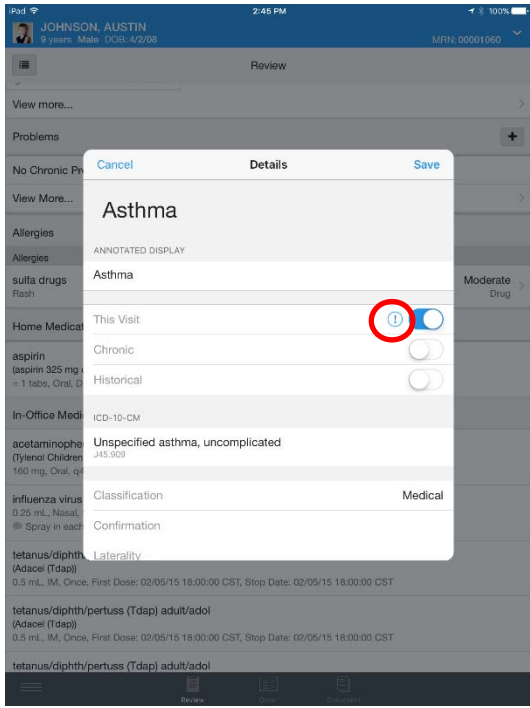 iPad 2:45 PM 100%
JOHNSON, AUSTIN
9 years Male DOB: 4/2/08 MRN: 00001060
Review
View more...
Problems +
No Chronic Pr
View More...
Allergies
Allergies
sulfa drugs Moderate
Rash Drug
Home Medicat
aspirin
(aspirin 325 mg
= 1 tabs, Oral, D
In-Office Medi
acetaminophe
(Tylenol Children
160 mg, Oral, q4
influenza virus
0.25 mL, Nasal,
Spray in each
tetanus/diphth
(Adacel (Tdap))
0.5 mL, IM, Once, First Dose: 02/05/15 18:00:00 CST, Stop Date: 02/05/15 18:00:00 CST
tetanus/diphth/pertuss (Tdap) adult/adol
(Adacel (Tdap))
0.5 mL, IM, Once, First Dose: 02/05/15 18:00:00 CST, Stop Date: 02/05/15 18:00:00 CST
tetanus/diphth/pertuss (Tdap) adult/adol
Cancel Details Save
Asthma
ANNOTATED DISPLAY
Asthma
This Visit !
Chronic
Historical
ICD-10-CM
Unspecified asthma, uncomplicated
J45.909
Classification Medical
Confirmation
Laterality
Review Order Document